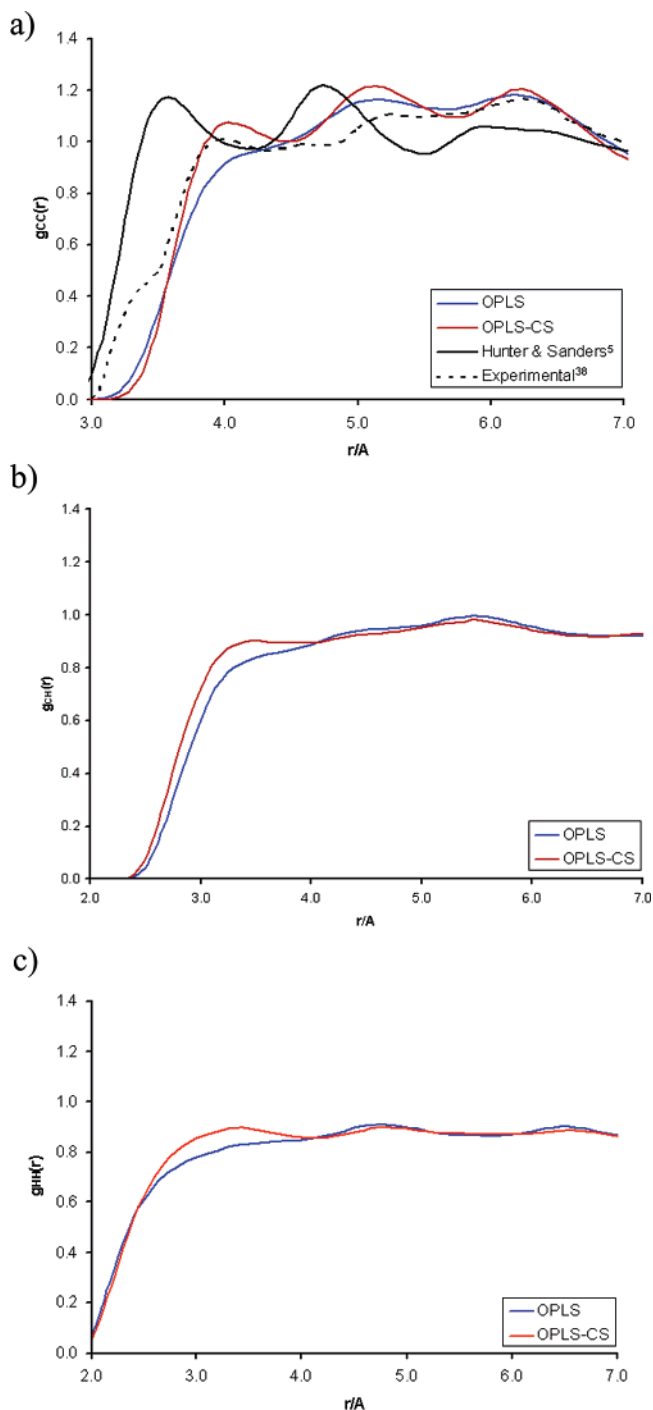 a)
1.4
1.2
1.0
0.8
0.6
0.4
0.2
0.0
gCC(r)
OPLS
OPLS-CS
Hunter & Sanders5
Experimental38
3.0 4.0 5.0 6.0 7.0
r/A
b)
1.4
1.2
1.0
0.8
0.6
0.4
0.2
0.0
gCH(r)
OPLS
OPLS-CS
2.0 3.0 4.0 5.0 6.0 7.0
r/A
c)
1.4
1.2
1.0
0.8
0.6
0.4
0.2
0.0
gHH(r)
OPLS
OPLS-CS
2.0 3.0 4.0 5.0 6.0 7.0
r/A